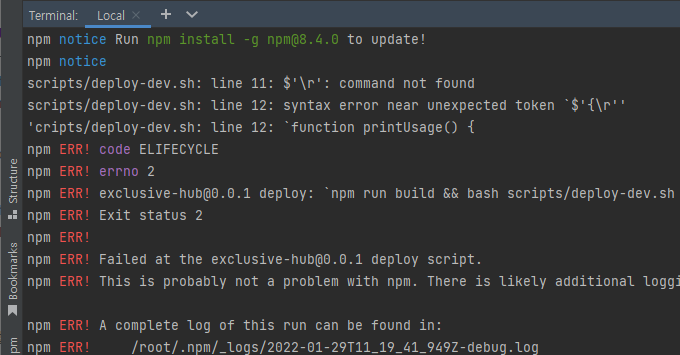 Terminal: Local × + ∨
npm notice Run npm install -g npm@8.4.0 to update!
npm notice
scripts/deploy-dev.sh: line 11: $'\r': command not found
scripts/deploy-dev.sh: line 12: syntax error near unexpected token `$'{\r''
'cripts/deploy-dev.sh: line 12: `function printUsage() {
npm ERR! code ELIFECYCLE
npm ERR! errno 2
npm ERR! exclusive-hub@0.0.1 deploy: `npm run build && bash scripts/deploy-dev.sh
npm ERR! Exit status 2
npm ERR!
npm ERR! Failed at the exclusive-hub@0.0.1 deploy script.
npm ERR! This is probably not a problem with npm. There is likely additional loggi
npm ERR! A complete log of this run can be found in:
npm ERR!     /root/.npm/_logs/2022-01-29T11_19_41_949Z-debug.log
Structure
Bookmarks
pm